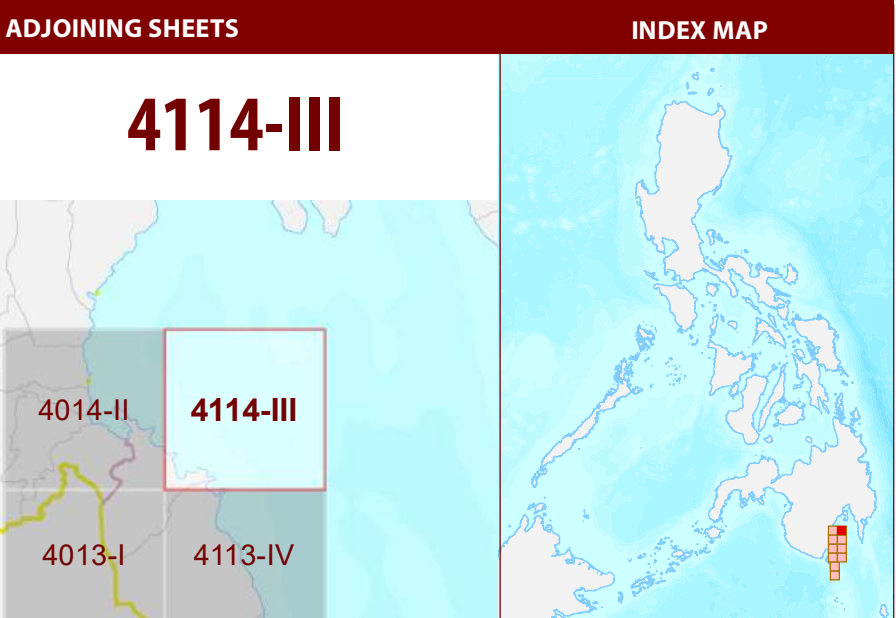 ADJOINING SHEETS
INDEX MAP
4114-III
4014-II
4114-III
4013-I
4113-IV